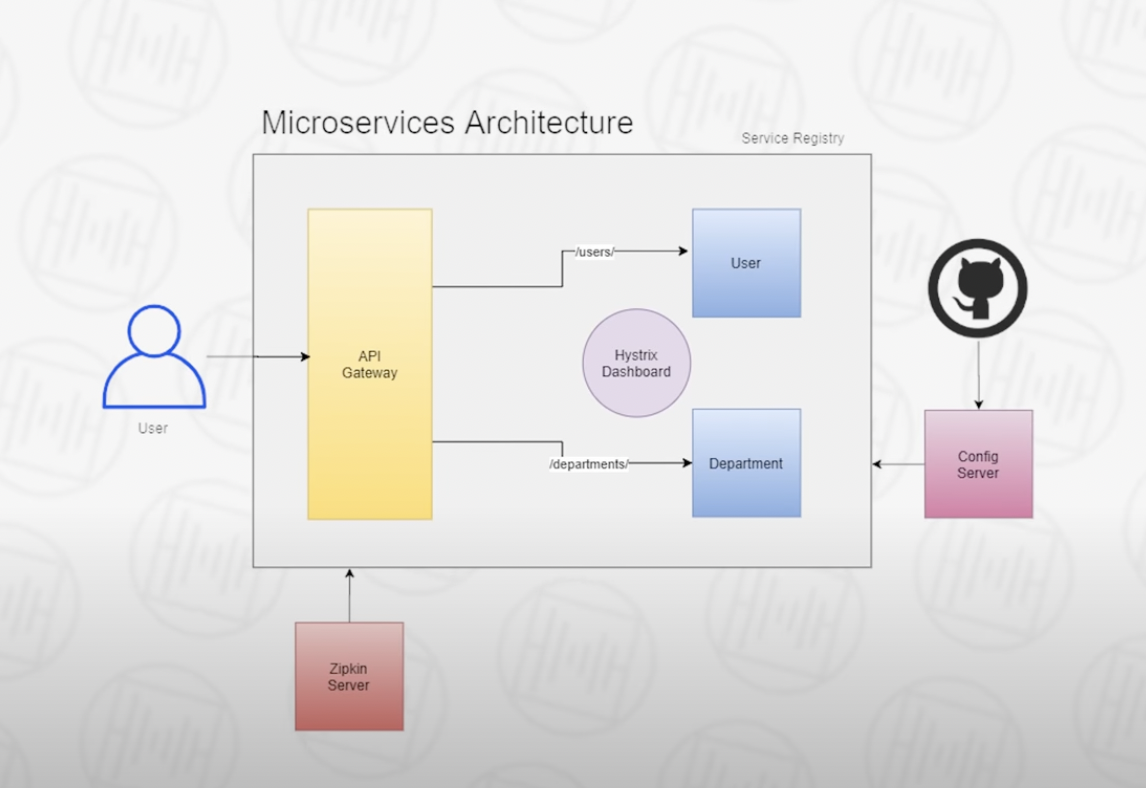 Microservices Architecture
Service Registry
/users/
User
API
Gateway
Hystrix
Dashboard
User
/departments/
Department
Config
Server
Zipkin
Server